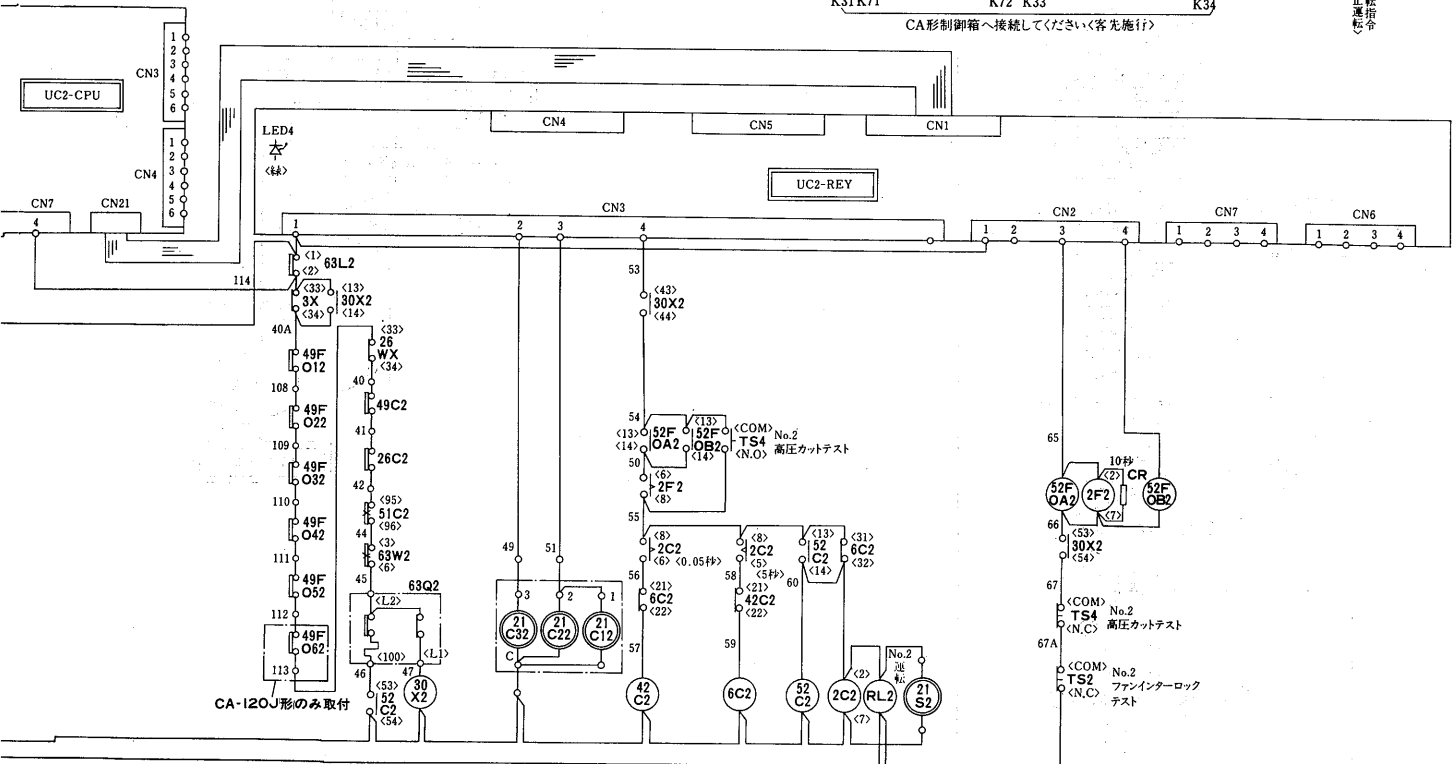 K31 K71 K72 K33 K34
CA形制御箱へ接続してください〈客先施行〉
転指令
正運転〉
CN3
1
2
3
4
5
6
UC2-CPU
CN4
1
2
3
4
5
6
CN7
4
CN21
LED4
〈緑〉
CN4
CN5
CN1
UC2-REY
CN3
1
2
3
4
CN2
1
2
3
4
CN7
1
2
3
4
CN6
1
2
3
4
114
〈1〉
〈2〉
63L2
〈33〉
3X
〈34〉
〈13〉
30X2
〈14〉
40A
49F
O12
108
49F
O22
109
49F
O32
110
49F
O42
111
49F
O52
112
49F
O62
113
CA-120J形のみ取付
〈33〉
26
WX
〈34〉
40
49C2
41
26C2
42
〈95〉
51C2
〈96〉
44
〈3〉
63W2
〈6〉
45
63Q2
〈L2〉
〈L1〉
〈100〉
46
47
〈53〉
52
C2
〈54〉
30
X2
49
51
3
2
1
21
C32
21
C22
21
C12
C
53
〈43〉
30X2
〈44〉
54
〈13〉
〈14〉
52F
OA2
〈13〉
52F
OB2
〈14〉
〈COM〉
TS4
〈N.O〉
No.2
高圧カットテスト
50
〈6〉
2F2
〈8〉
55
〈8〉
2C2
〈6〉
〈0.05秒〉
56
〈21〉
6C2
〈22〉
57
42
C2
〈8〉
2C2
〈5〉
〈5秒〉
58
〈21〉
42C2
〈22〉
59
6C2
〈13〉
52
C2
〈14〉
60
〈31〉
6C2
〈32〉
52
C2
〈2〉
2C2
〈7〉
No.2
運転
RL2
21
S2
65
52F
OA2
2F2
10秒
〈2〉
CR
〈7〉
52F
OB2
66
〈53〉
30X2
〈54〉
67
〈COM〉
TS4
〈N,C〉
No.2
高圧カットテスト
67A
〈COM〉
TS2
〈N,C〉
No.2
ファンインターロック
テスト